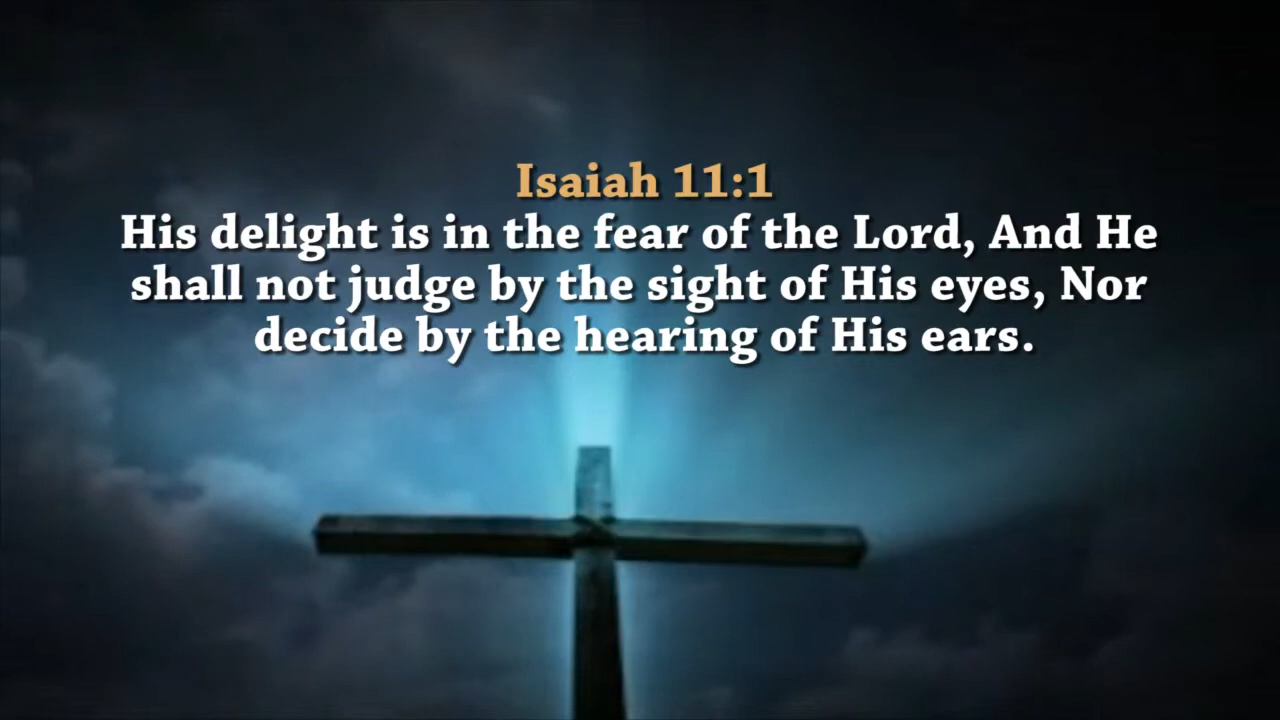 Isaiah 11:1
His delight is in the fear of the Lord, And He
shall not judge by the sight of His eyes, Nor
decide by the hearing of His ears.